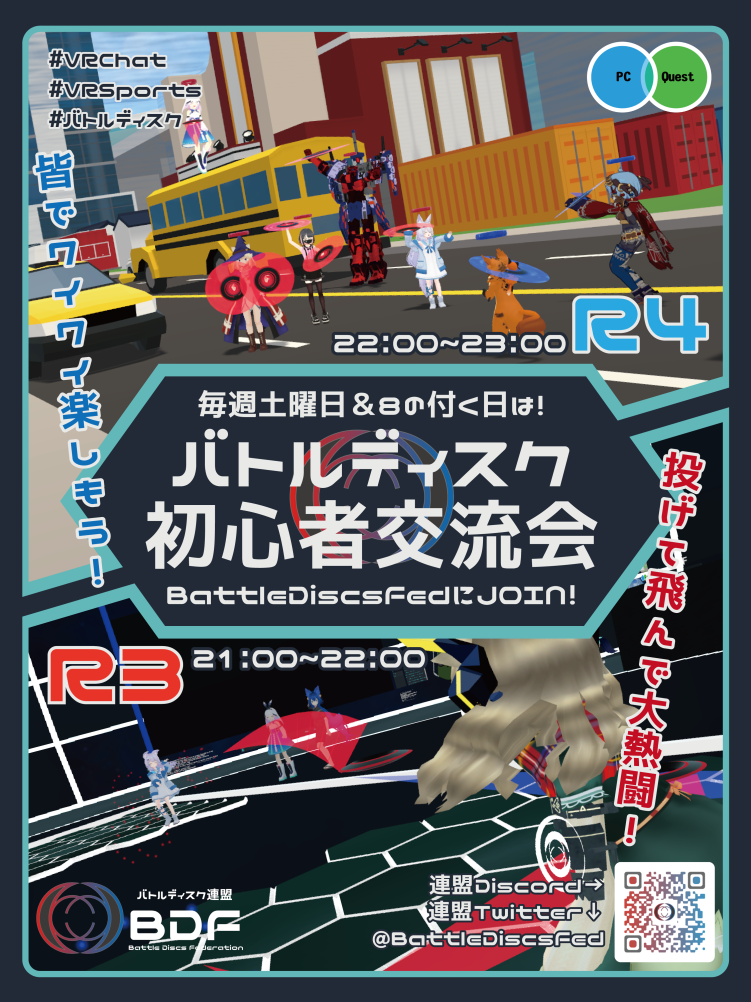 #VRChat
#VRSports
#バトルディスク
PC
Quest
皆でワイワイ楽しもう！
22:00~23:00
R4
毎週土曜日＆8の付く日は！
バトルディスク
初心者交流会
BattleDiscsFedにJOIN!
投げて飛んで大熱闘！
R3
21:00~22:00
バトルディスク連盟
BDF
Battle Discs Federation
連盟Discord→
連盟Twitter↓
@BattleDiscsFed